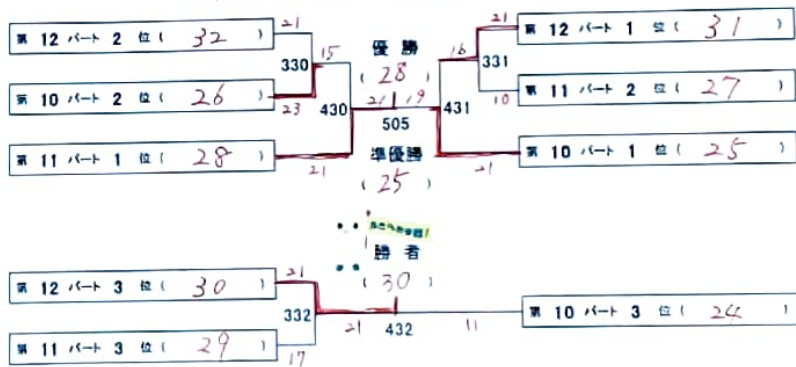 第 12 パート 2 位 ( 32 )
21
330
15
第 10 パート 2 位 ( 26 )
23
430
第 11 パート 1 位 ( 28 )
21
優勝
( 28 )
21 19
505
準優勝
( 25 )
21
第 12 パート 1 位 ( 31 )
16
331
第 11 パート 2 位 ( 27 )
10
431
第 10 パート 1 位 ( 25 )
21
勝者
( 30 )
第 12 パート 3 位 ( 30 )
21
332
第 11 パート 3 位 ( 29 )
17
21 432 11
第 10 パート 3 位 ( 24 )